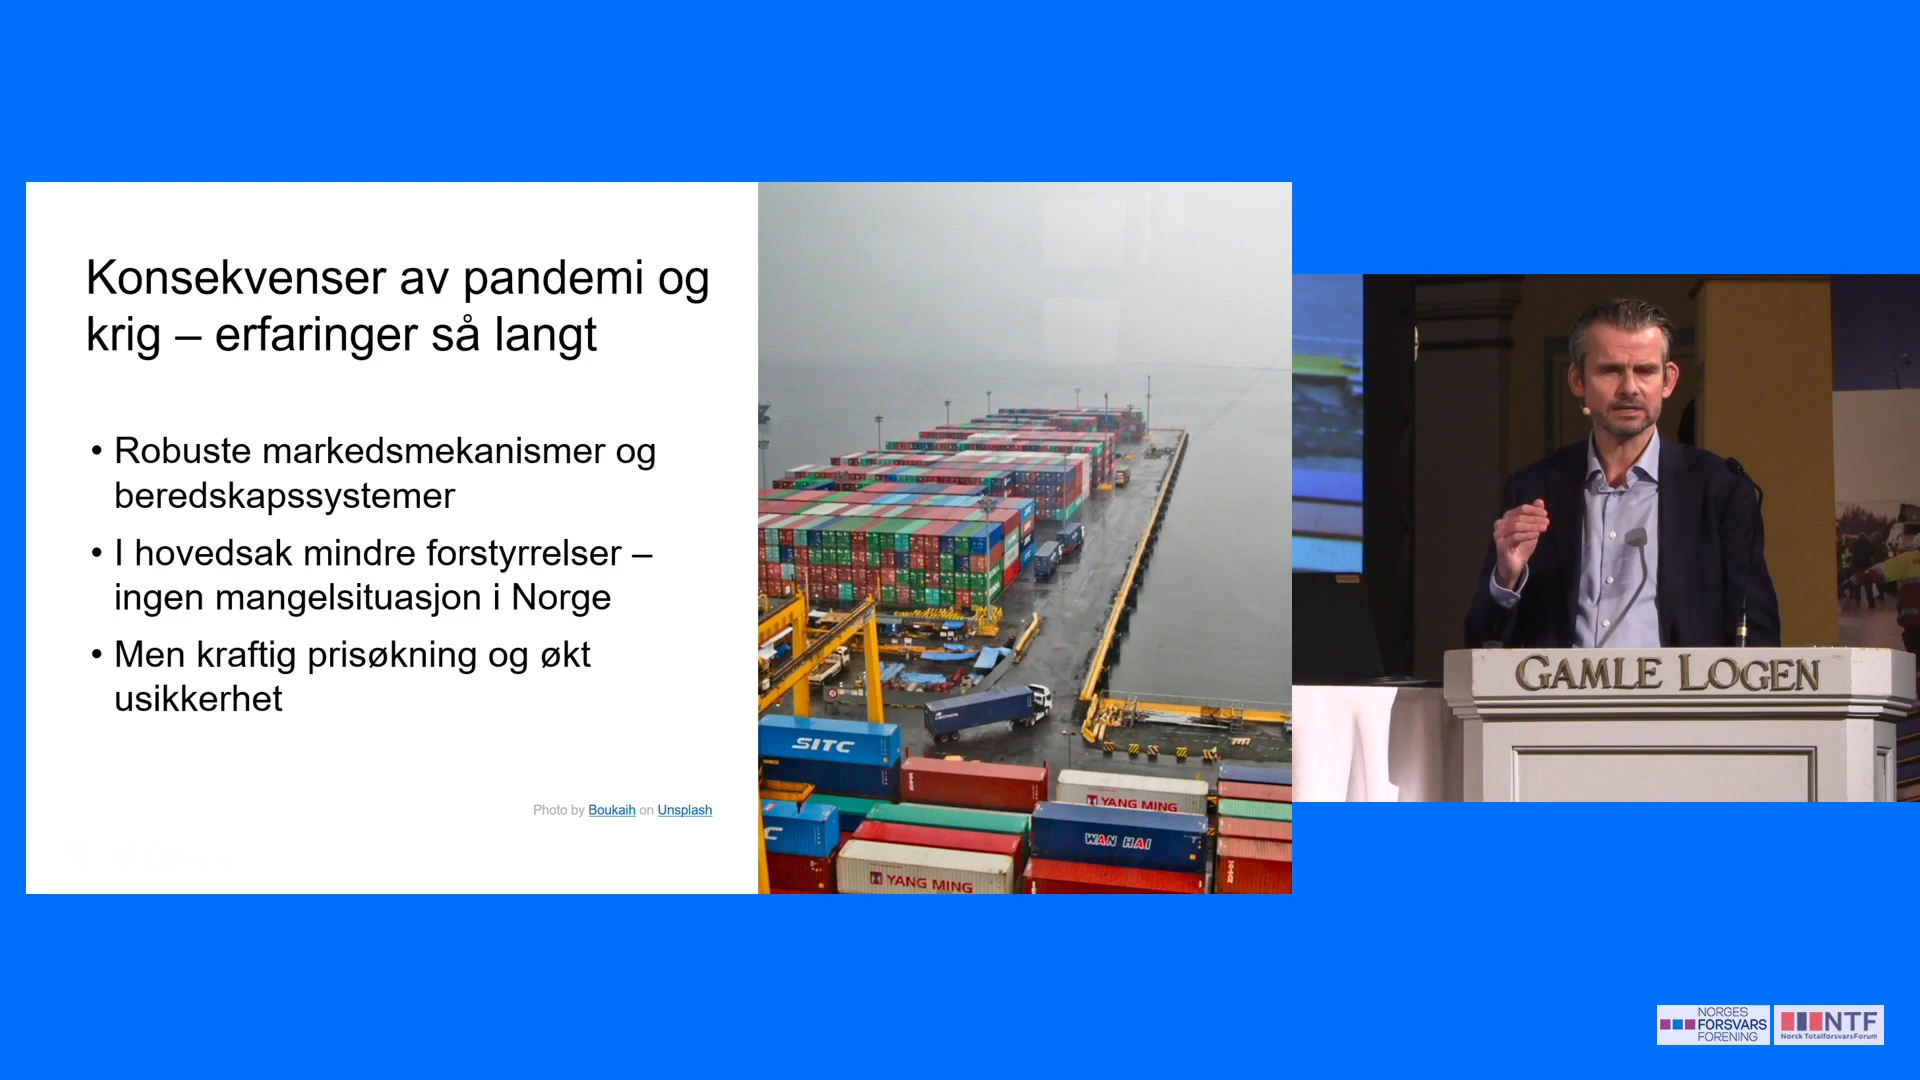 Konsekvenser av pandemi og
krig – erfaringer så langt
• Robuste markedsmekanismer og
beredskapssystemer
• I hovedsak mindre forstyrrelser –
ingen mangelsituasjon i Norge
• Men kraftig prisøkning og økt
usikkerhet
Photo by Boukaih on Unsplash
SITC
YANG MING
WAN HAI
YANG MING
GAMLE LOGEN
NORGES
FORSVARS
FORENING
NTF
Norsk TotalforsvarsForum